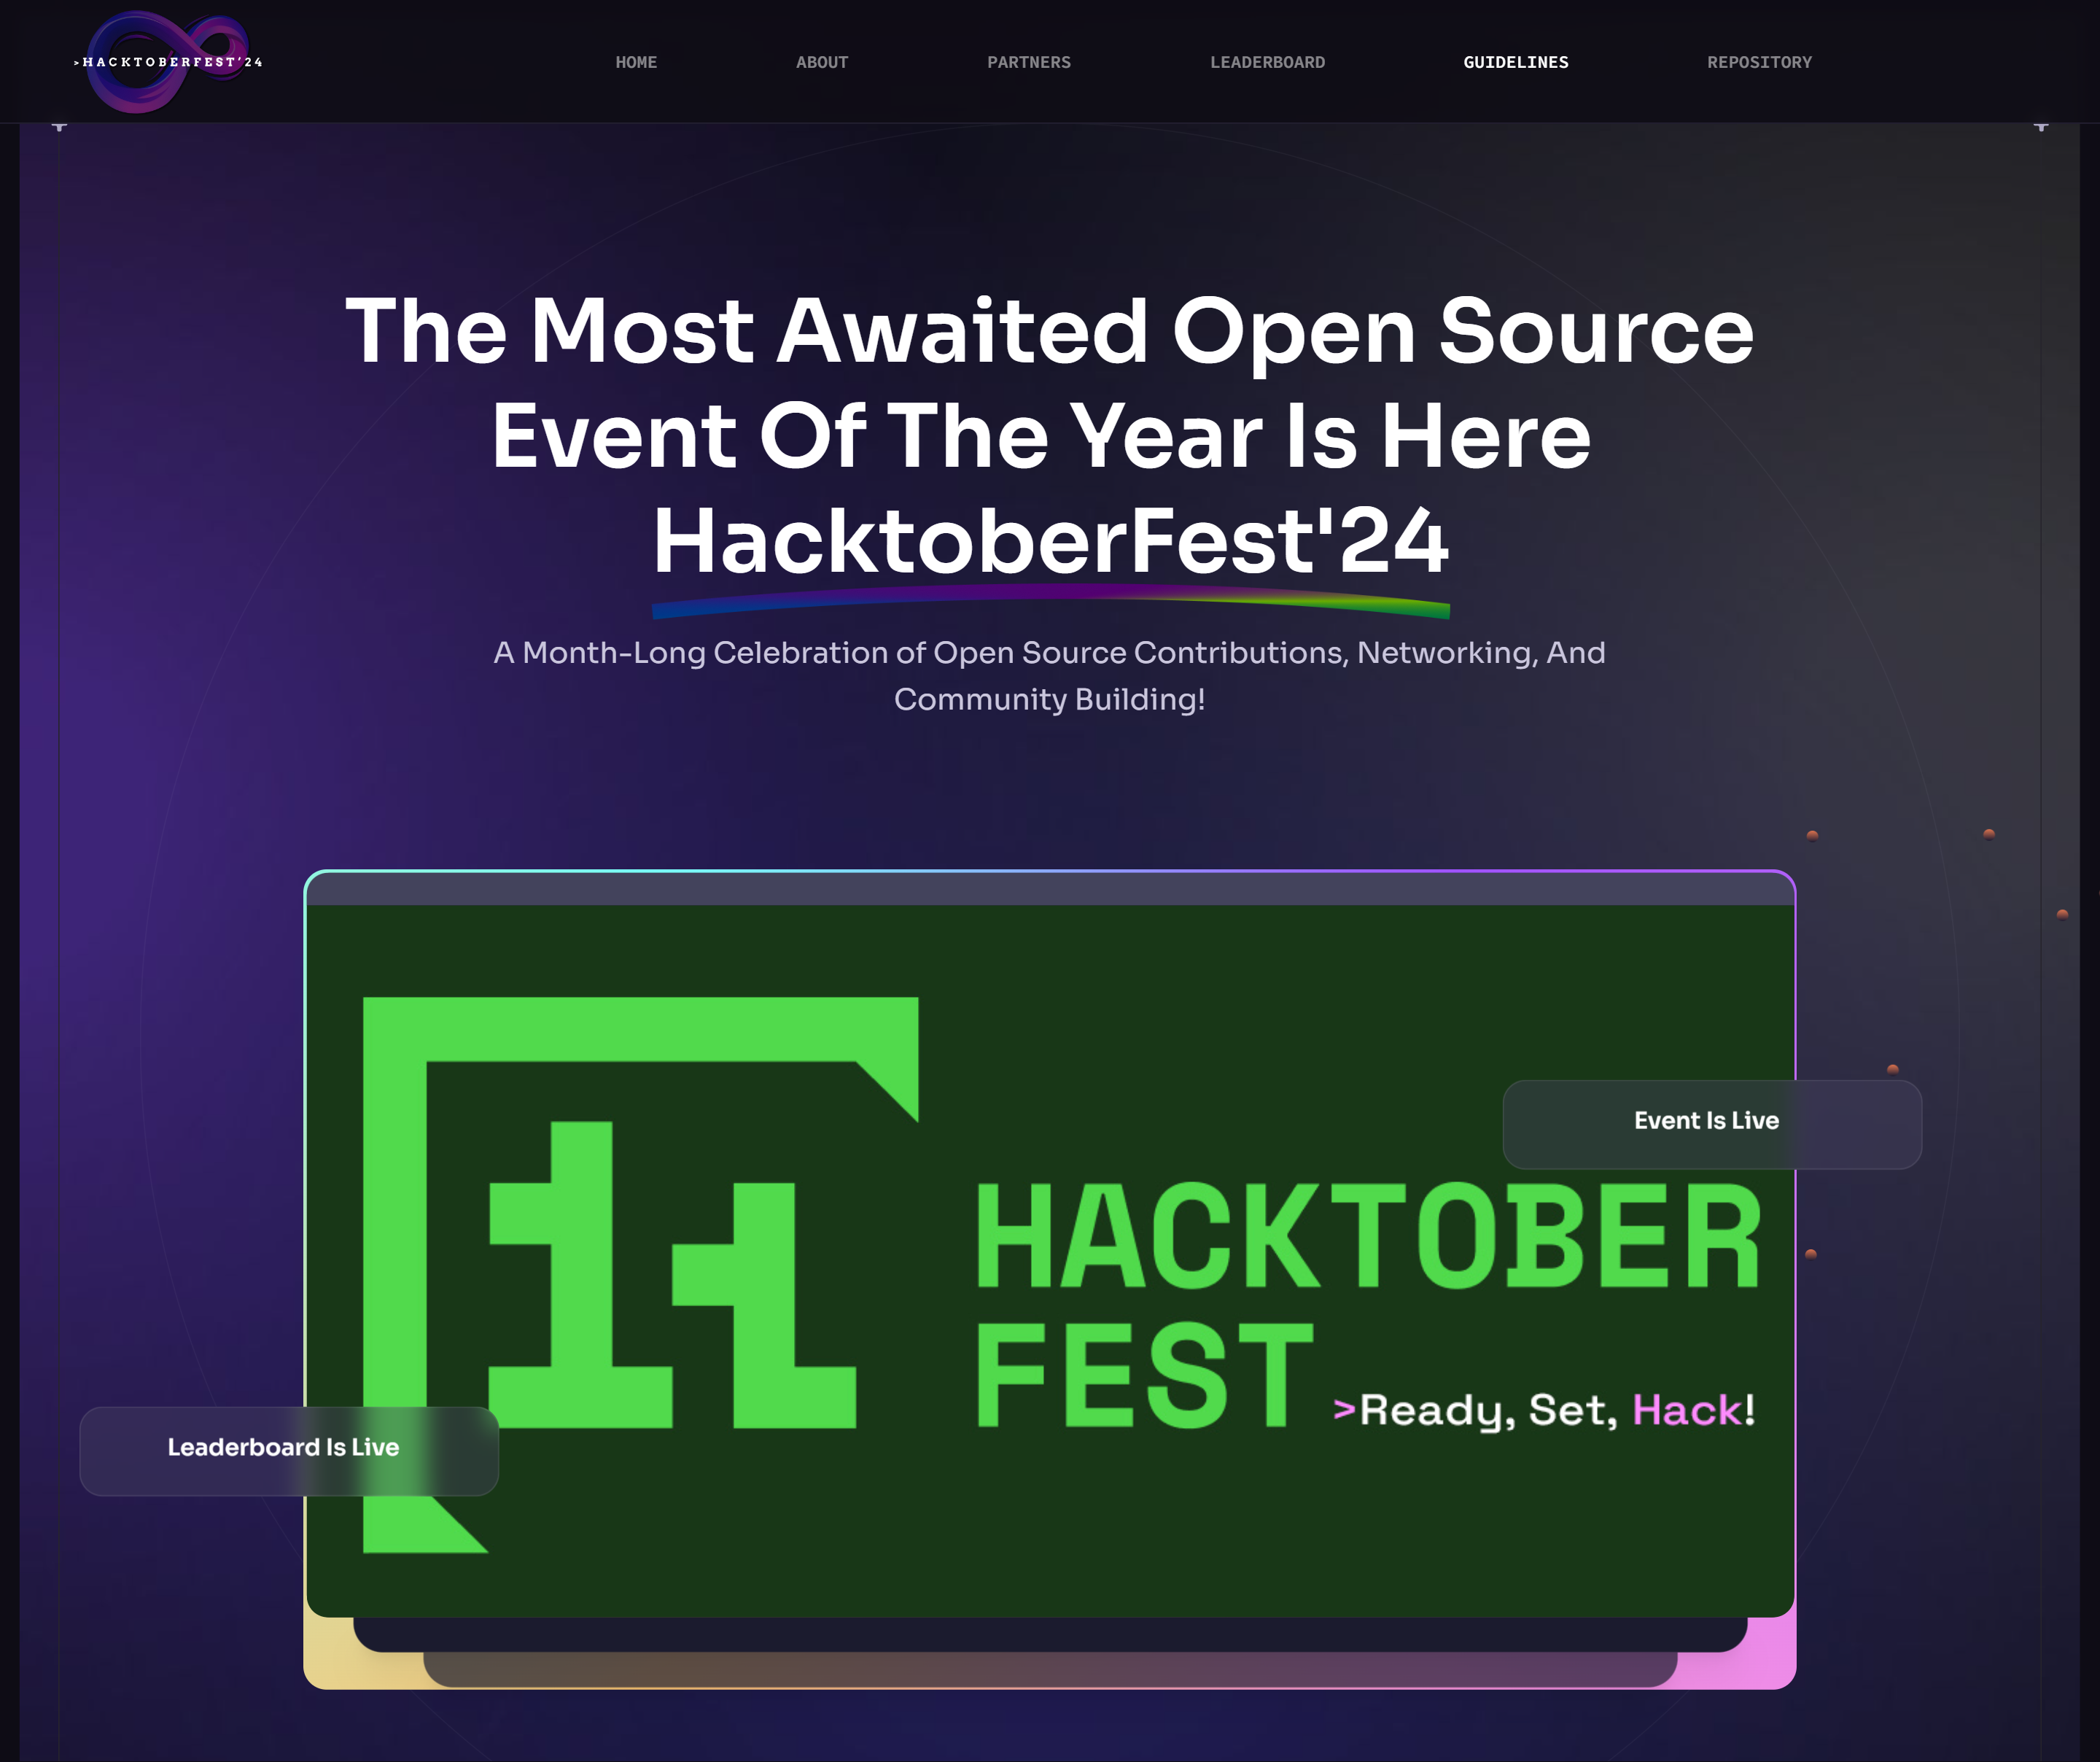 >HACKTOBERFEST'24
HOME ABOUT PARTNERS LEADERBOARD GUIDELINES REPOSITORY
The Most Awaited Open Source
Event Of The Year Is Here
HacktoberFest'24
A Month-Long Celebration of Open Source Contributions, Networking, And
Community Building!
Event Is Live
HACKTOBER
FEST
>Ready, Set, Hack!
Leaderboard Is Live